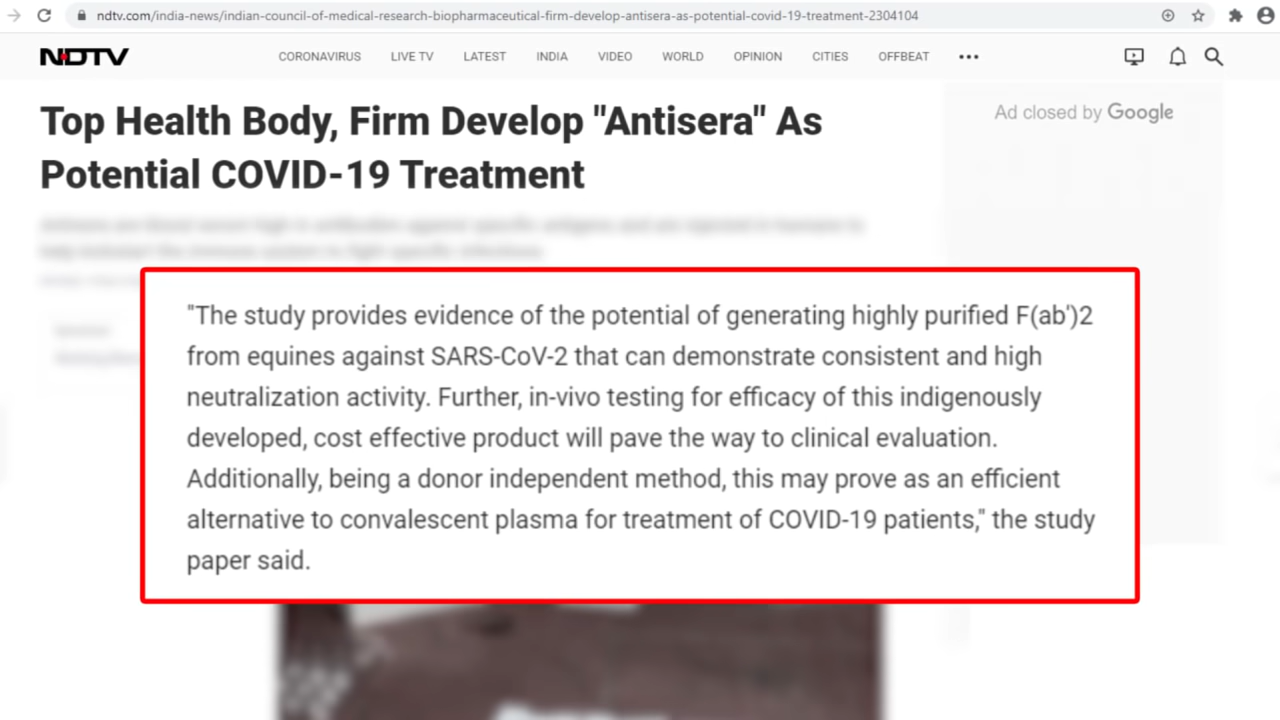 ndtv.com/india-news/indian-council-of-medical-research-biopharmaceutical-firm-develop-antisera-as-potential-covid-19-treatment-2304104
NDTV CORONAVIRUS LIVE TV LATEST INDIA VIDEO WORLD OPINION CITIES OFFBEAT
Top Health Body, Firm Develop "Antisera" As
Potential COVID-19 Treatment
Ad closed by Google
"The study provides evidence of the potential of generating highly purified F(ab')2
from equines against SARS-CoV-2 that can demonstrate consistent and high
neutralization activity. Further, in-vivo testing for efficacy of this indigenously
developed, cost effective product will pave the way to clinical evaluation.
Additionally, being a donor independent method, this may prove as an efficient
alternative to convalescent plasma for treatment of COVID-19 patients," the study
paper said.